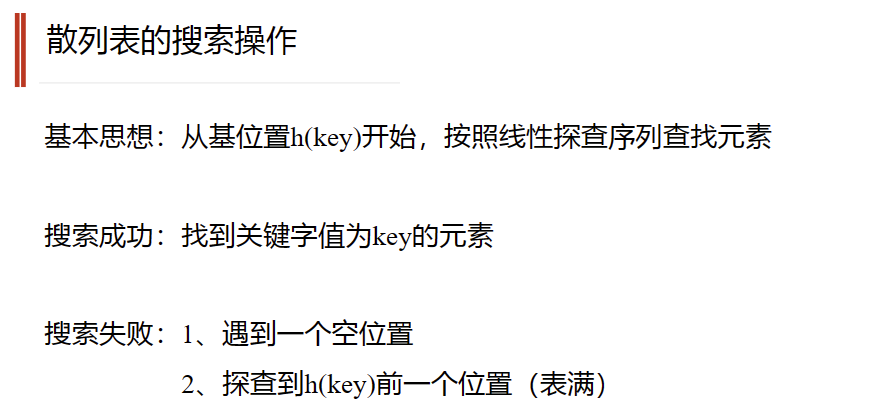 散列表的搜索操作
基本思想：从基位置h(key)开始，按照线性探查序列查找元素
搜索成功：找到关键字值为key的元素
搜索失败：1、遇到一个空位置
2、探查到h(key)前一个位置（表满）